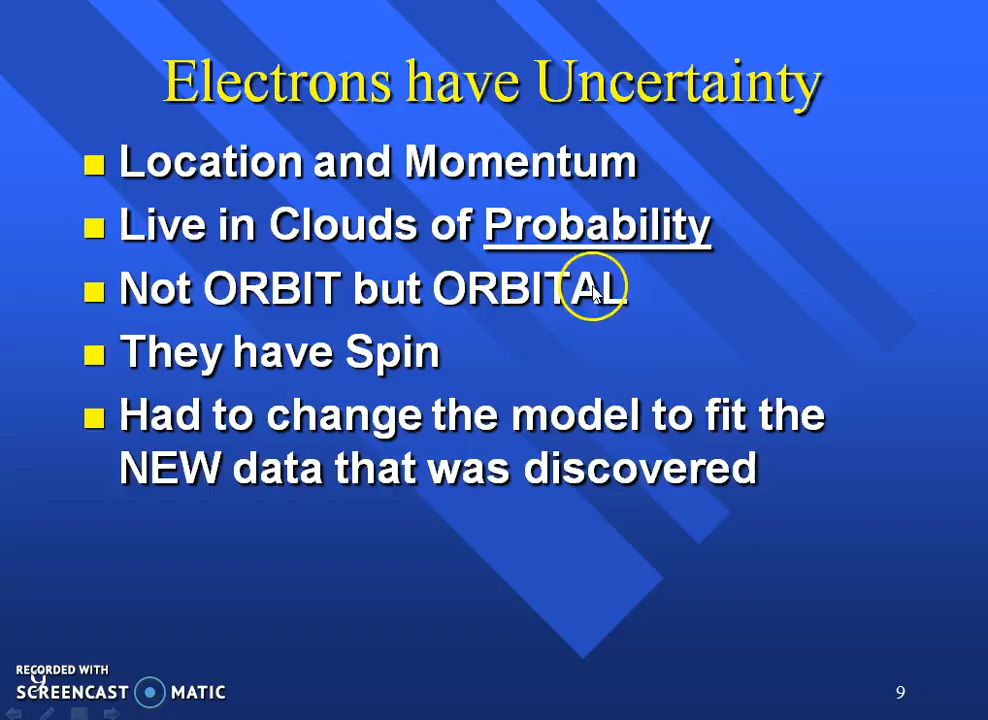 Electrons have Uncertainty
Location and Momentum
Live in Clouds of Probability
Not ORBIT but ORBITAL
They have Spin
Had to change the model to fit the
NEW data that was discovered
RECORDED WITH
9
SCREENCAST MATIC
9